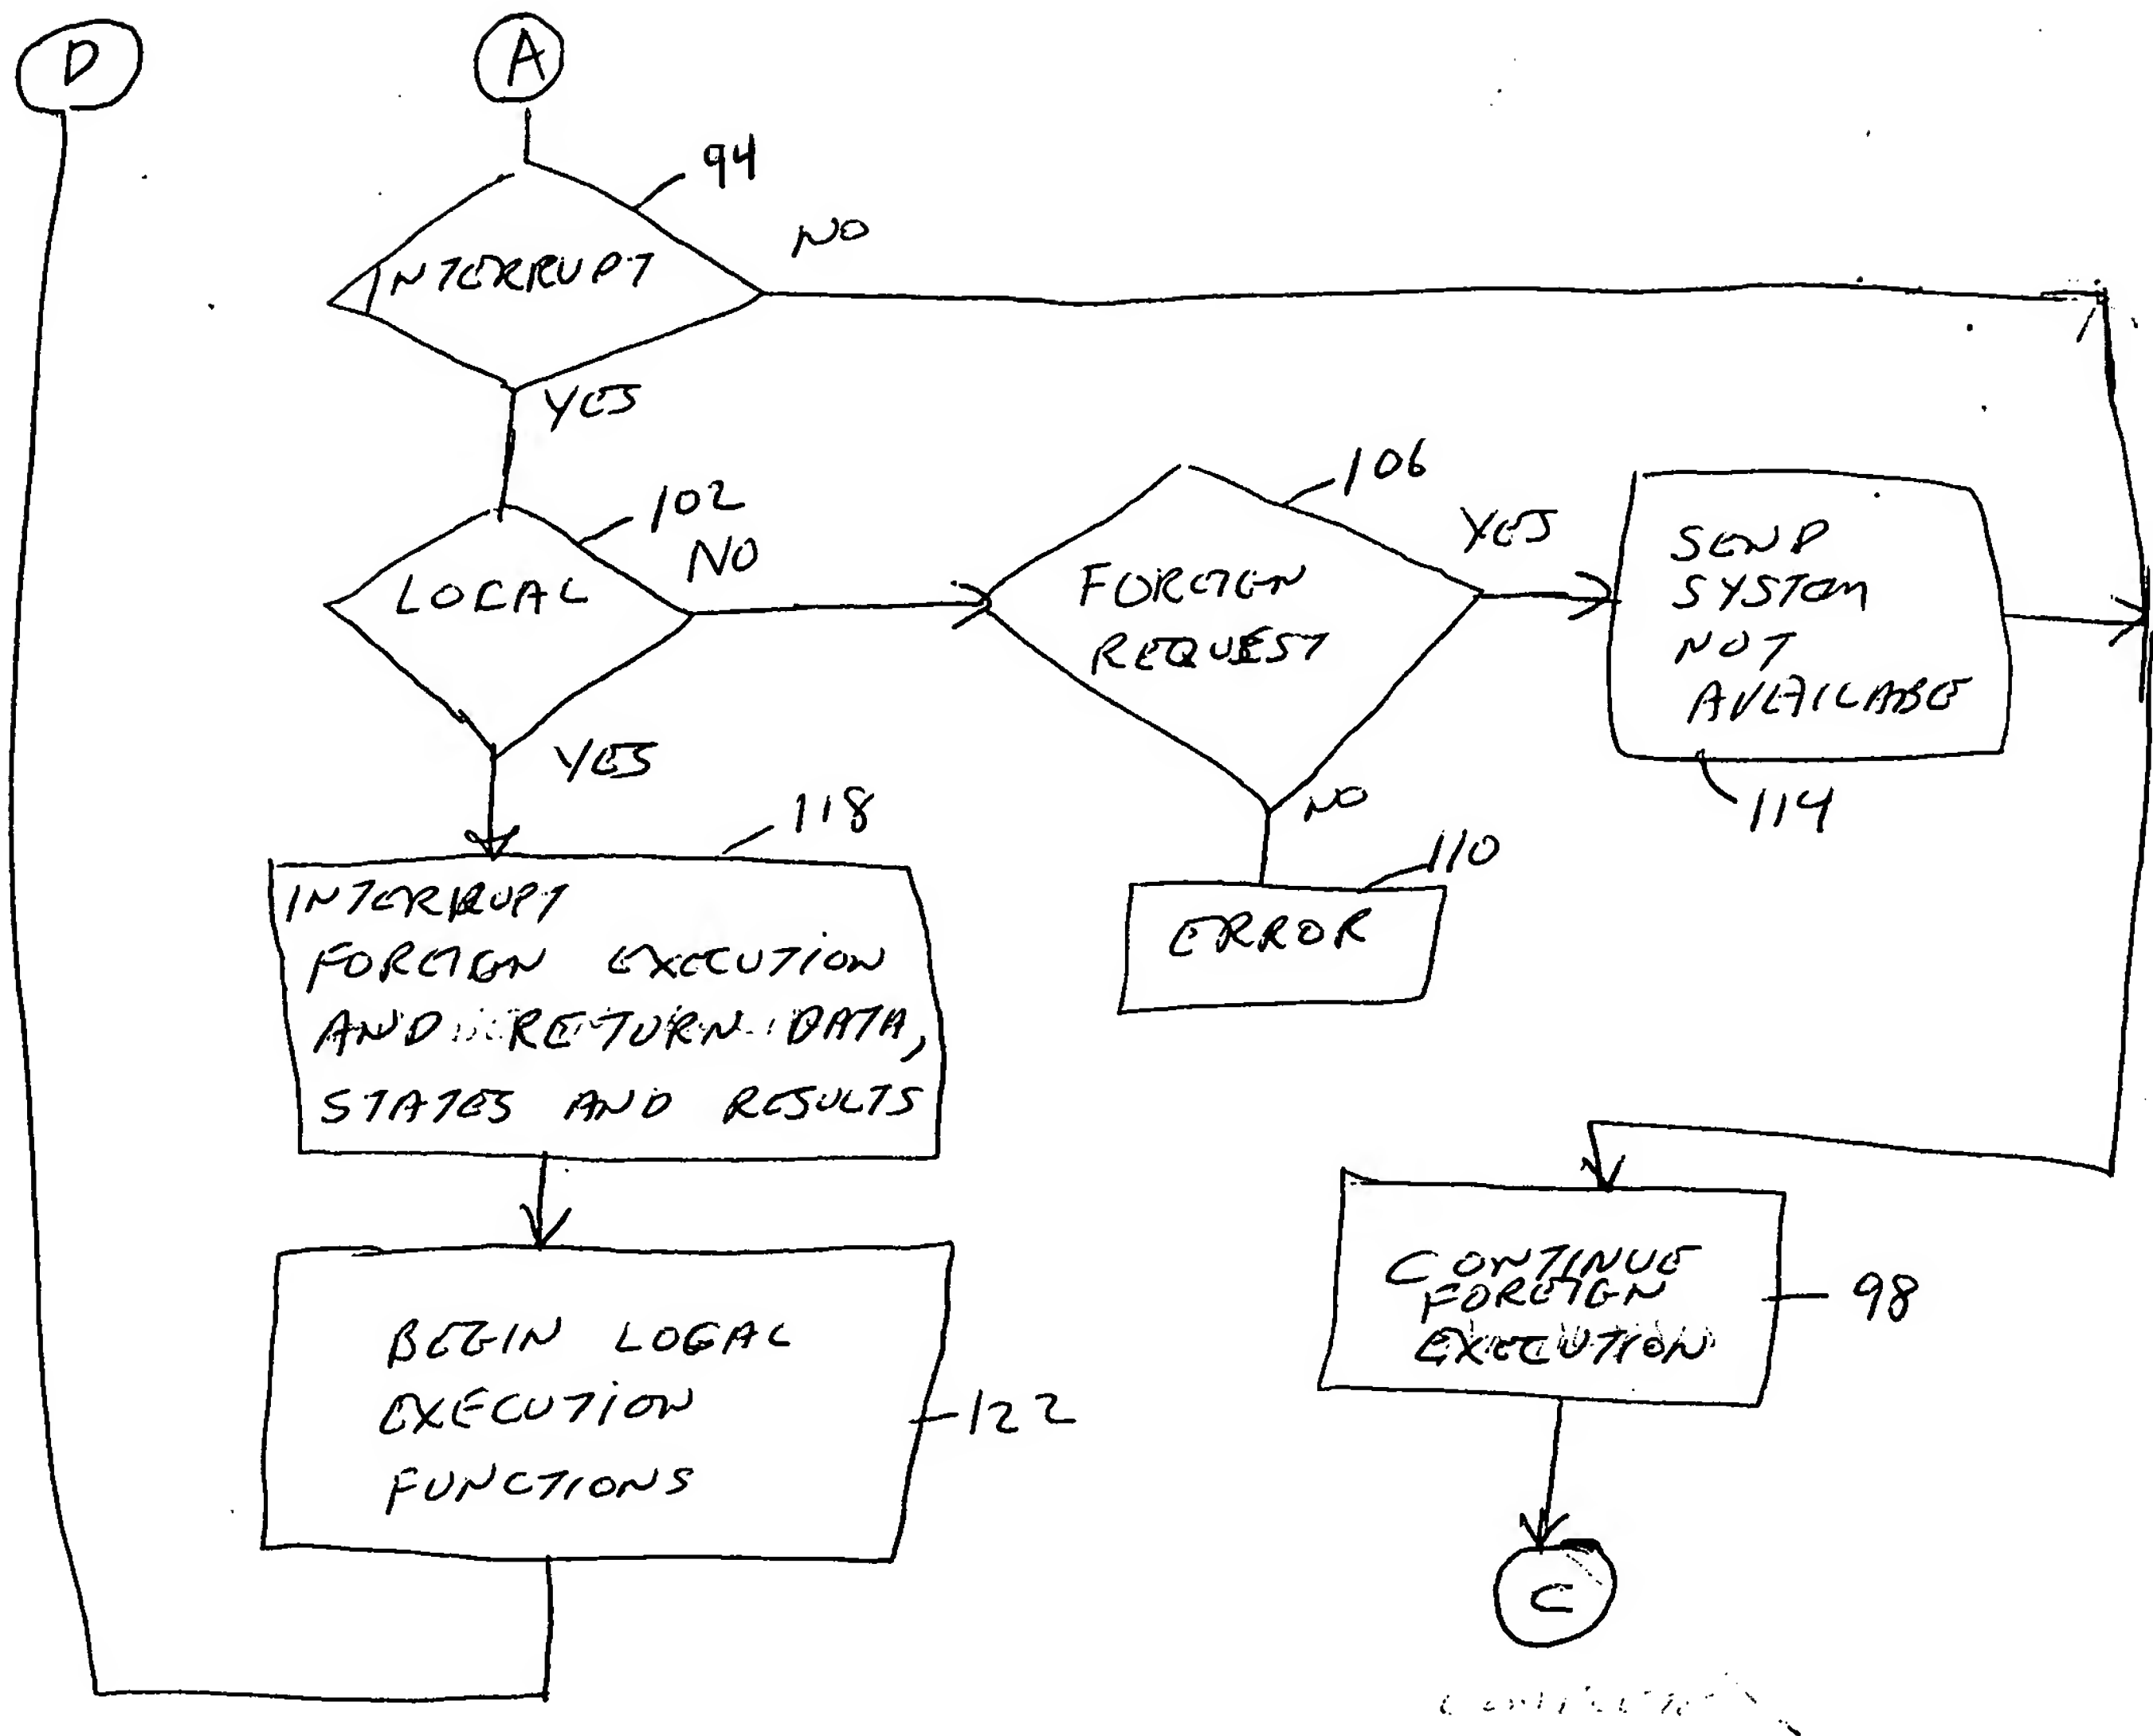 D
A
94
INTERRUPT
NO
YES
102
LOCAL
NO
106
FOREIGN
REQUEST
YES
SEND
SYSTEM
NOT
AVAILABE
114
YES
NO
118
110
ERROR
INTERRUPT
FOREIGN EXECUTION
AND RETURN DATA,
STATES AND RESULTS
BEGIN LOCAL
EXECUTION
FUNCTIONS
122
CONTINUE
FOREIGN
EXECUTION
98
C